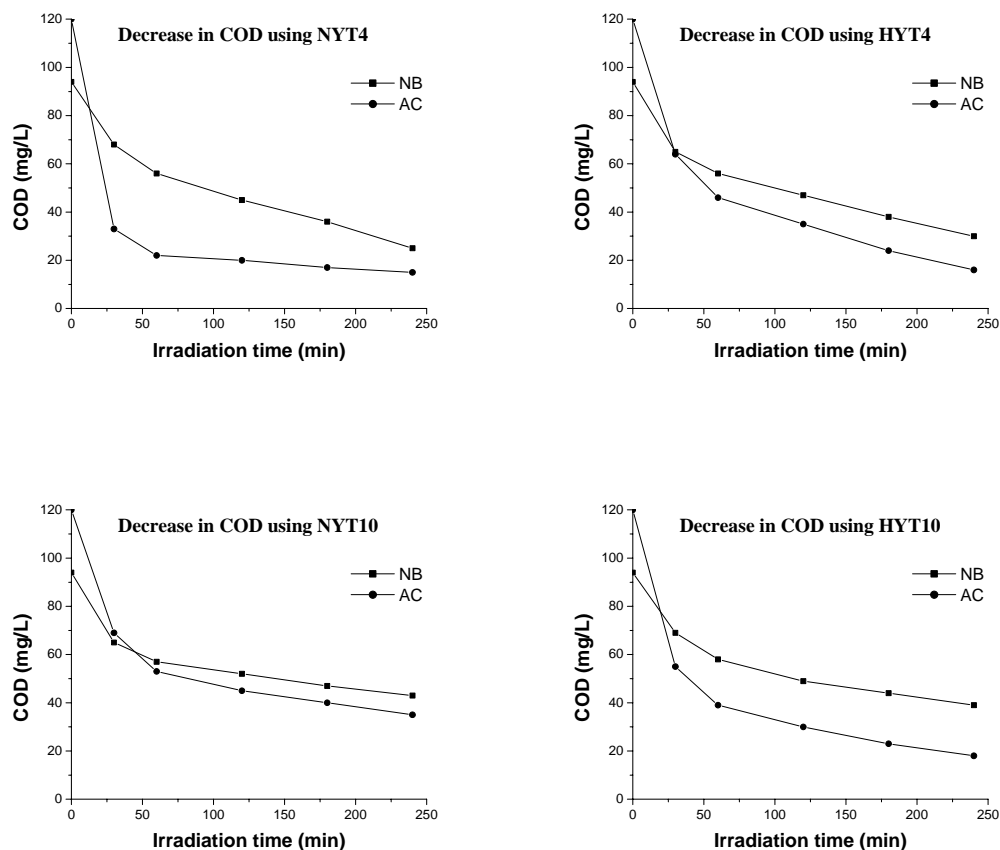 Decrease in COD using NYT4
NB
AC
COD (mg/L)
120
100
80
60
40
20
0
0 50 100 150 200 250
Irradiation time (min)
Decrease in COD using HYT4
NB
AC
COD (mg/L)
120
100
80
60
40
20
0
0 50 100 150 200 250
Irradiation time (min)
Decrease in COD using NYT10
NB
AC
COD (mg/L)
120
100
80
60
40
20
0
0 50 100 150 200 250
Irradiation time (min)
Decrease in COD using HYT10
NB
AC
COD (mg/L)
120
100
80
60
40
20
0
0 50 100 150 200 250
Irradiation time (min)